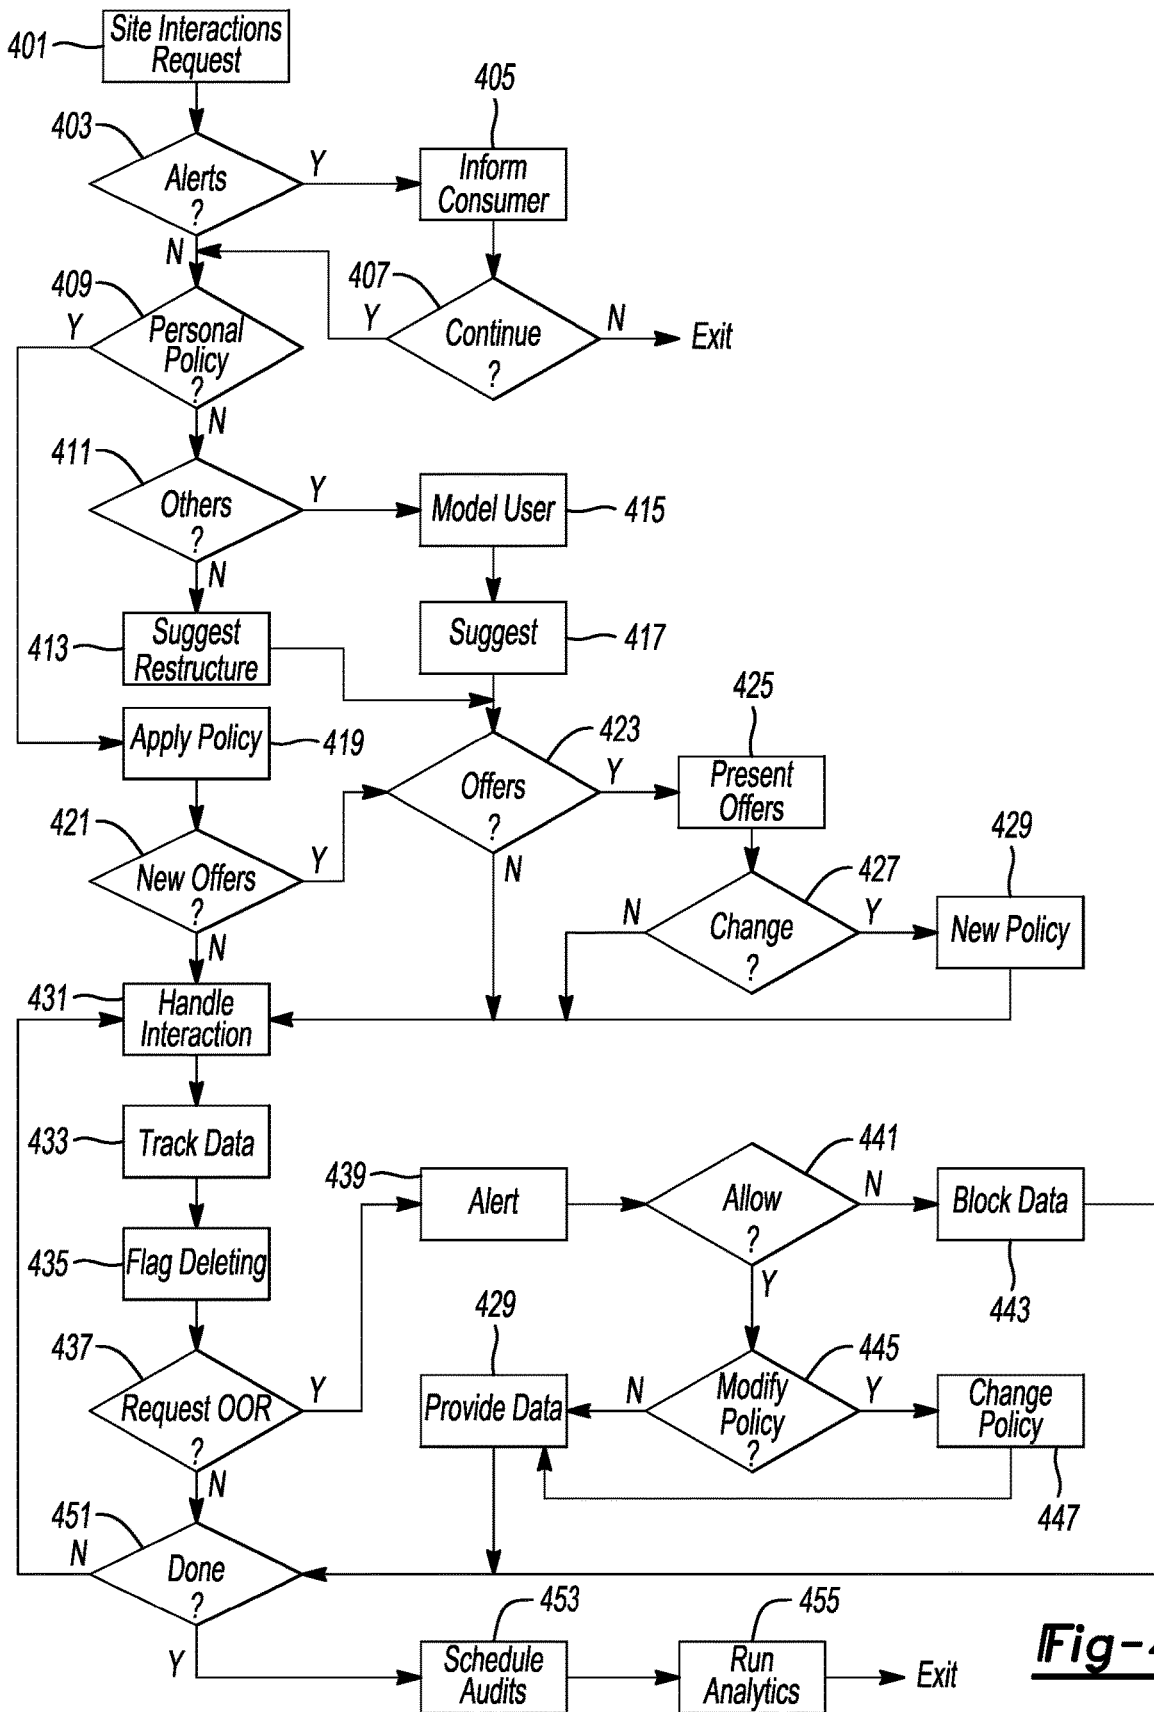 401
Site Interactions
Request
403
Alerts
?
Y
N
405
Inform
Consumer
407
Continue
?
Y
N
Exit
409
Personal
Policy
?
Y
N
411
Others
?
Y
N
Model User
415
413
Suggest
Restructure
Suggest
417
Apply Policy
419
423
Offers
?
Y
N
425
Present
Offers
421
New Offers
?
Y
N
427
Change
?
N
Y
429
New Policy
431
Handle
Interaction
433
Track Data
435
Flag Deleting
437
Request OOR
?
Y
N
439
Alert
441
Allow
?
N
Y
Block Data
443
429
Provide Data
445
Modify
Policy
?
N
Y
Change
Policy
447
451
Done
?
N
Y
453
Schedule
Audits
455
Run
Analytics
Exit
Fig-4